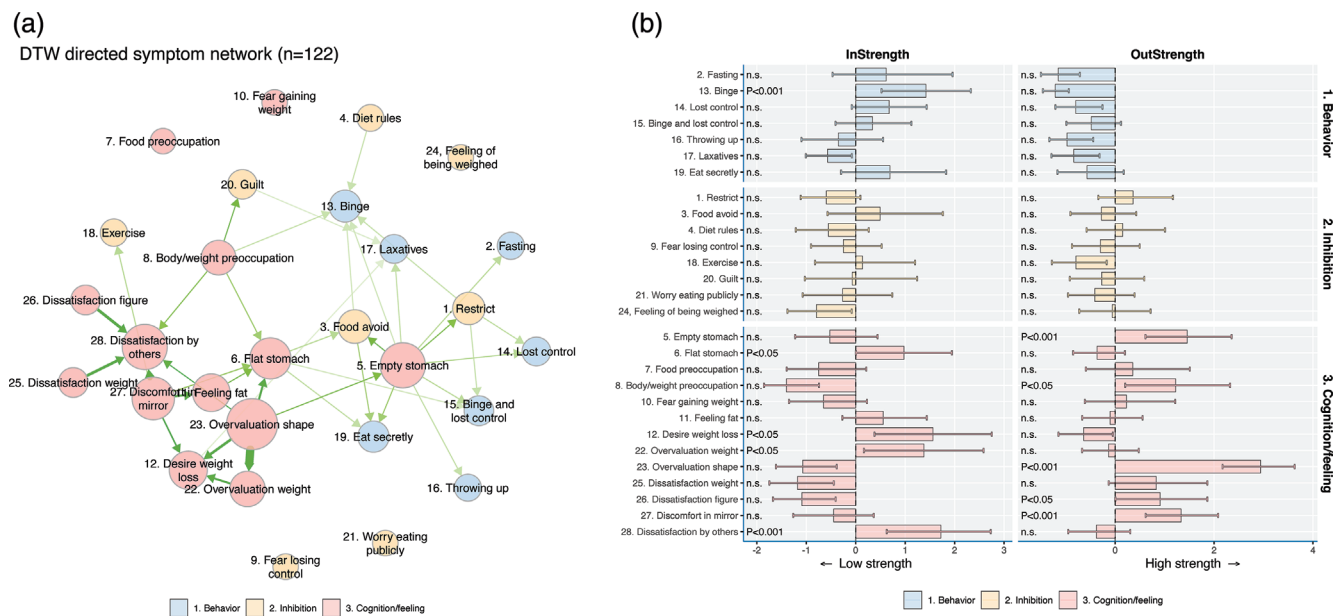 (a)
DTW directed symptom network (n=122)
10. Fear gaining
weight
4. Diet rules
7. Food preoccupation
24, Feeling of
being weighed
20. Guilt
13. Binge
18. Exercise
17. Laxatives
2. Fasting
8. Body/weight preoccupation
26. Dissatisfaction figure
1. Restrict
3. Food avoid
28. Dissatisfaction by
others
6. Flat stomach
14. Lost control
5. Empty stomach
25. Dissatisfaction weight
27. Discomfort in
mirror
Feeling fat
15. Binge and
lost control
23. Overvaluation shape
19. Eat secretly
12. Desire weight
loss
22. Overvaluation weight
16. Throwing up
21. Worry eating
publicly
9. Fear losing
control
1. Behavior
2. Inhibition
3. Cognition/feeling
(b)
InStrength
OutStrength
2. Fasting n.s. n.s.
13. Binge P<0.001 n.s.
14. Lost control n.s. n.s.
15. Binge and lost control n.s. n.s.
16. Throwing up n.s. n.s.
17. Laxatives n.s. n.s.
19. Eat secretly n.s. n.s.
1. Behavior
1. Restrict n.s. n.s.
3. Food avoid n.s. n.s.
4. Diet rules n.s. n.s.
9. Fear losing control n.s. n.s.
18. Exercise n.s. n.s.
20. Guilt n.s. n.s.
21. Worry eating publicly n.s. n.s.
24, Feeling of being weighed n.s. n.s.
2. Inhibition
5. Empty stomach n.s. P<0.001
6. Flat stomach P<0.05 n.s.
7. Food preoccupation n.s. n.s.
8. Body/weight preoccupation n.s. P<0.05
10. Fear gaining weight n.s. n.s.
11. Feeling fat n.s. n.s.
12. Desire weight loss P<0.05 n.s.
22. Overvaluation weight P<0.05 n.s.
23. Overvaluation shape n.s. P<0.001
25. Dissatisfaction weight n.s. n.s.
26. Dissatisfaction figure n.s. P<0.05
27. Discomfort in mirror n.s. P<0.001
28. Dissatisfaction by others P<0.001 n.s.
3. Cognition/feeling
-2 -1 0 1 2 3 0 2 4
← Low strength
High strength →
1. Behavior
2. Inhibition
3. Cognition/feeling